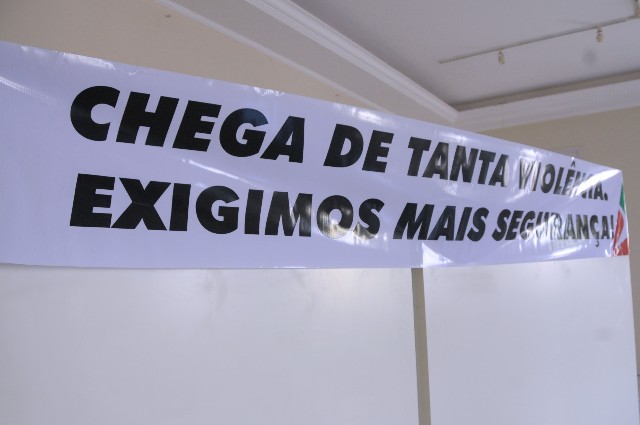 CHEGA DE TANTA VIOLÊNCIA.
EXIGIMOS MAIS SEGURANÇA!